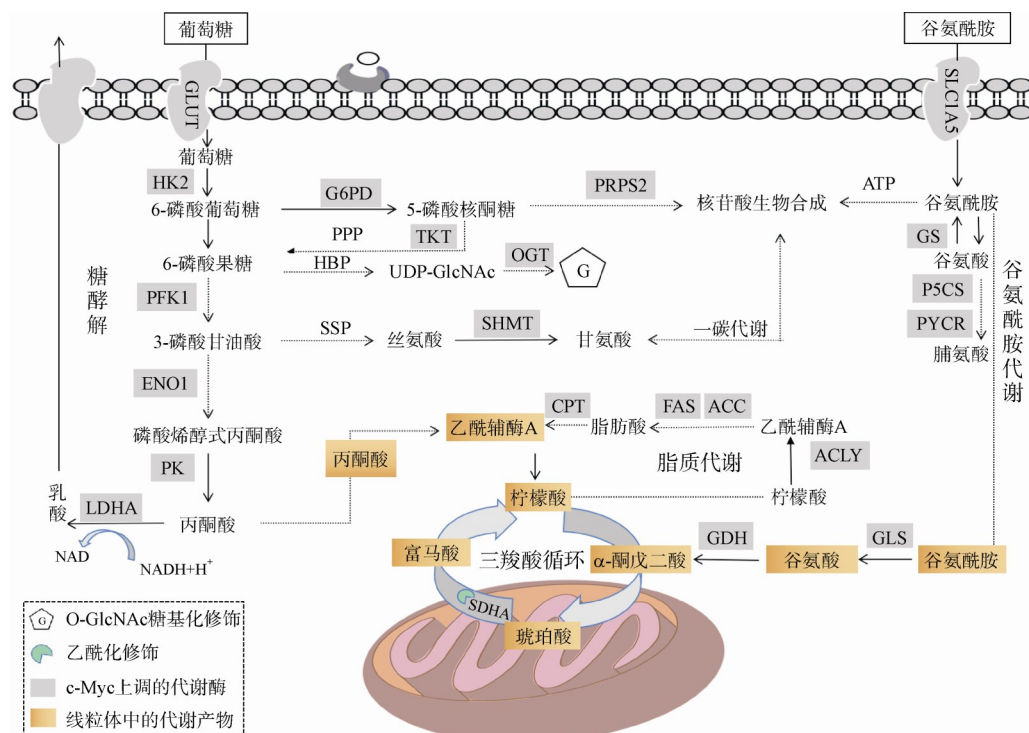 葡萄糖
谷氨酰胺
GLUT
SLC1A5
葡萄糖
HK2
G6PD
PRPS2
ATP
6-磷酸葡萄糖
5-磷酸核酮糖
核苷酸生物合成
谷氨酰胺
PPP
TKT
GS
6-磷酸果糖
HBP
UDP-GlcNAc
OGT
G
谷氨酸
糖酵解
PFK1
P5CS
PYCR
谷氨酰胺代谢
3-磷酸甘油酸
SSP
丝氨酸
SHMT
甘氨酸
一碳代谢
脯氨酸
ENO1
CPT
FAS
ACC
磷酸烯醇式丙酮酸
乙酰辅酶A
脂肪酸
乙酰辅酶A
PK
丙酮酸
脂质代谢
ACLY
乳酸
LDHA
柠檬酸
柠檬酸
丙酮酸
GDH
GLS
NAD
NADH+H+
富马酸
三羧酸循环
α-酮戊二酸
谷氨酸
谷氨酰胺
SDHA
琥珀酸
G
O-GlcNAc糖基化修饰
乙酰化修饰
c-Myc上调的代谢酶
线粒体中的代谢产物